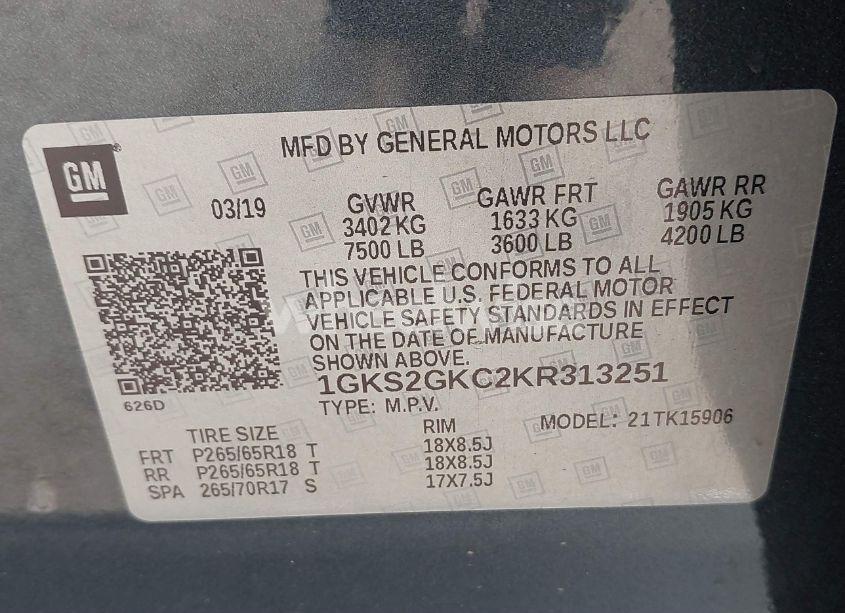 MFD BY GENERAL MOTORS LLC
GM
03/19
GVWR GAWR FRT GAWR RR
3402 KG 1633 KG 1905 KG
7500 LB 3600 LB 4200 LB
THIS VEHICLE CONFORMS TO ALL
APPLICABLE U.S. FEDERAL MOTOR
VEHICLE SAFETY STANDARDS IN EFFECT
ON THE DATE OF MANUFACTURE
SHOWN ABOVE.
1GKS2GKC2KR313251
626D
TYPE: M.P.V.
MODEL: 21TK15906
TIRE SIZE RIM
FRT P265/65R18 T 18X8.5J
RR P265/65R18 T 18X8.5J
SPA 265/70R17 S 17X7.5J